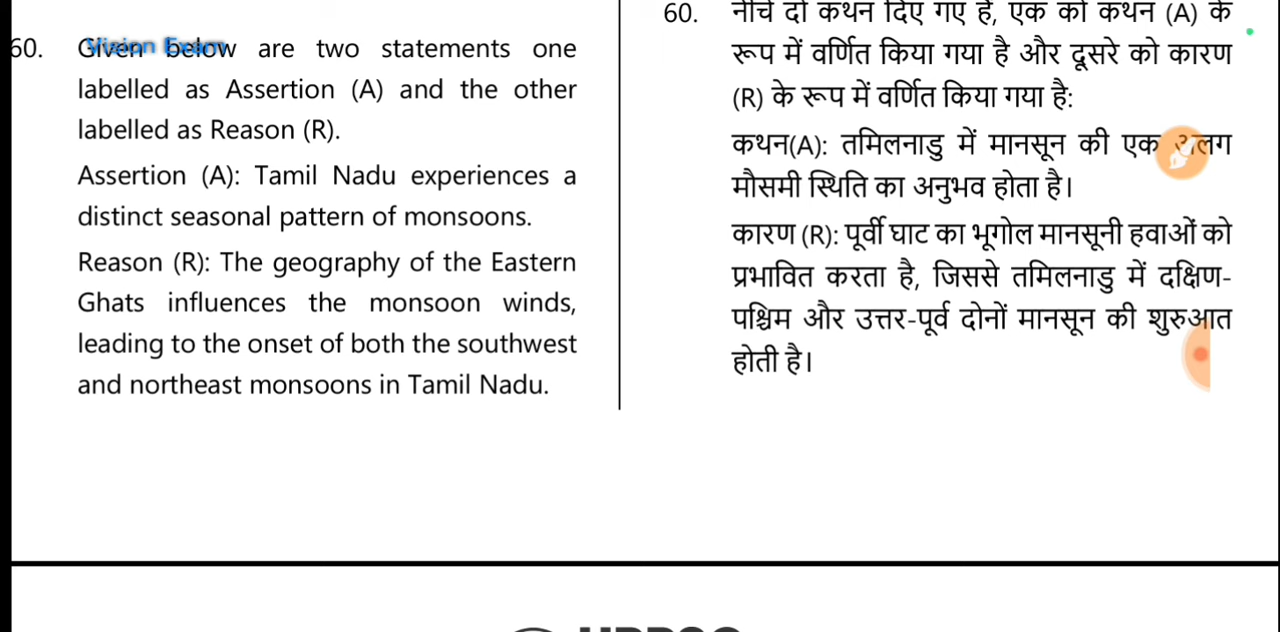 60. Given below are two statements one
labelled as Assertion (A) and the other
labelled as Reason (R).
Assertion (A): Tamil Nadu experiences a
distinct seasonal pattern of monsoons.
Reason (R): The geography of the Eastern
Ghats influences the monsoon winds,
leading to the onset of both the southwest
and northeast monsoons in Tamil Nadu.
Vision Exam
60. नीचे दो कथन दिए गए हैं, एक को कथन (A) के
रूप में वर्णित किया गया है और दूसरे को कारण
(R) के रूप में वर्णित किया गया है:
कथन(A): तमिलनाडु में मानसून की एक अलग
मौसमी स्थिति का अनुभव होता है।
कारण (R): पूर्वी घाट का भूगोल मानसूनी हवाओं को
प्रभावित करता है, जिससे तमिलनाडु में दक्षिण-
पश्चिम और उत्तर-पूर्व दोनों मानसून की शुरुआत
होती है।